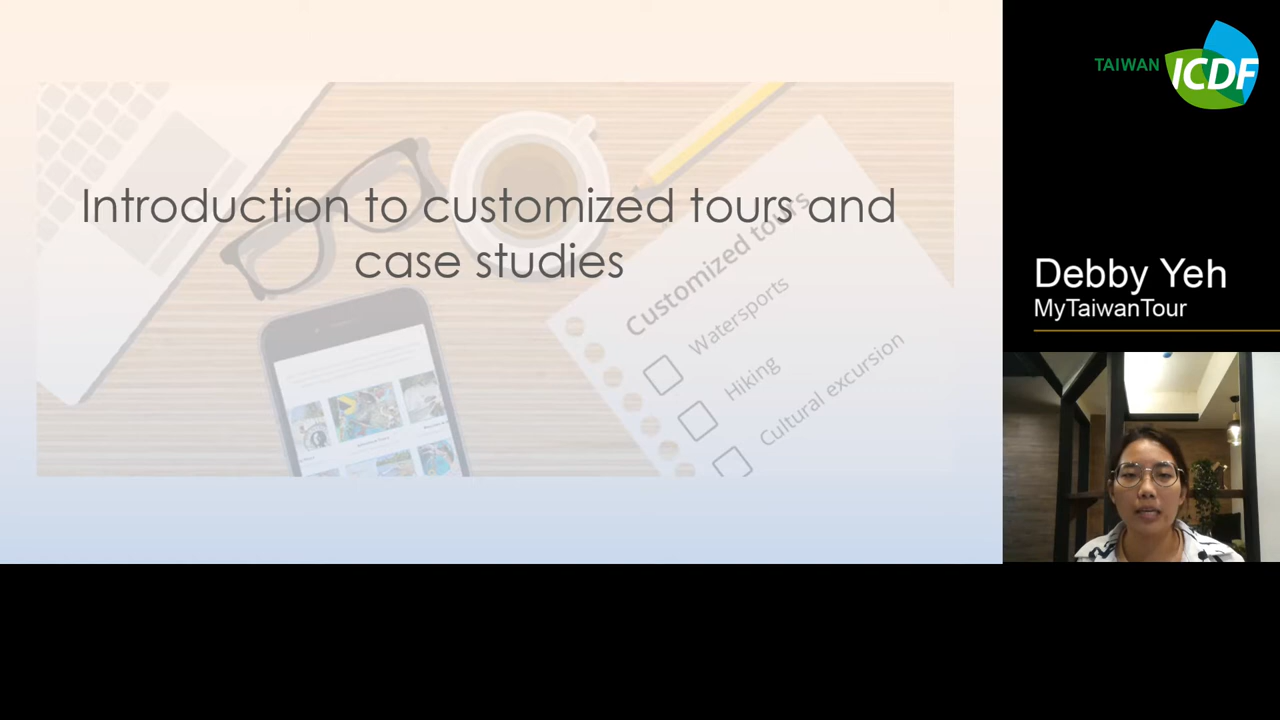 Introduction to customized tours and
case studies
Customized tours
Watersports
Hiking
Cultural excursion
TAIWAN ICDF
Debby Yeh
MyTaiwanTour